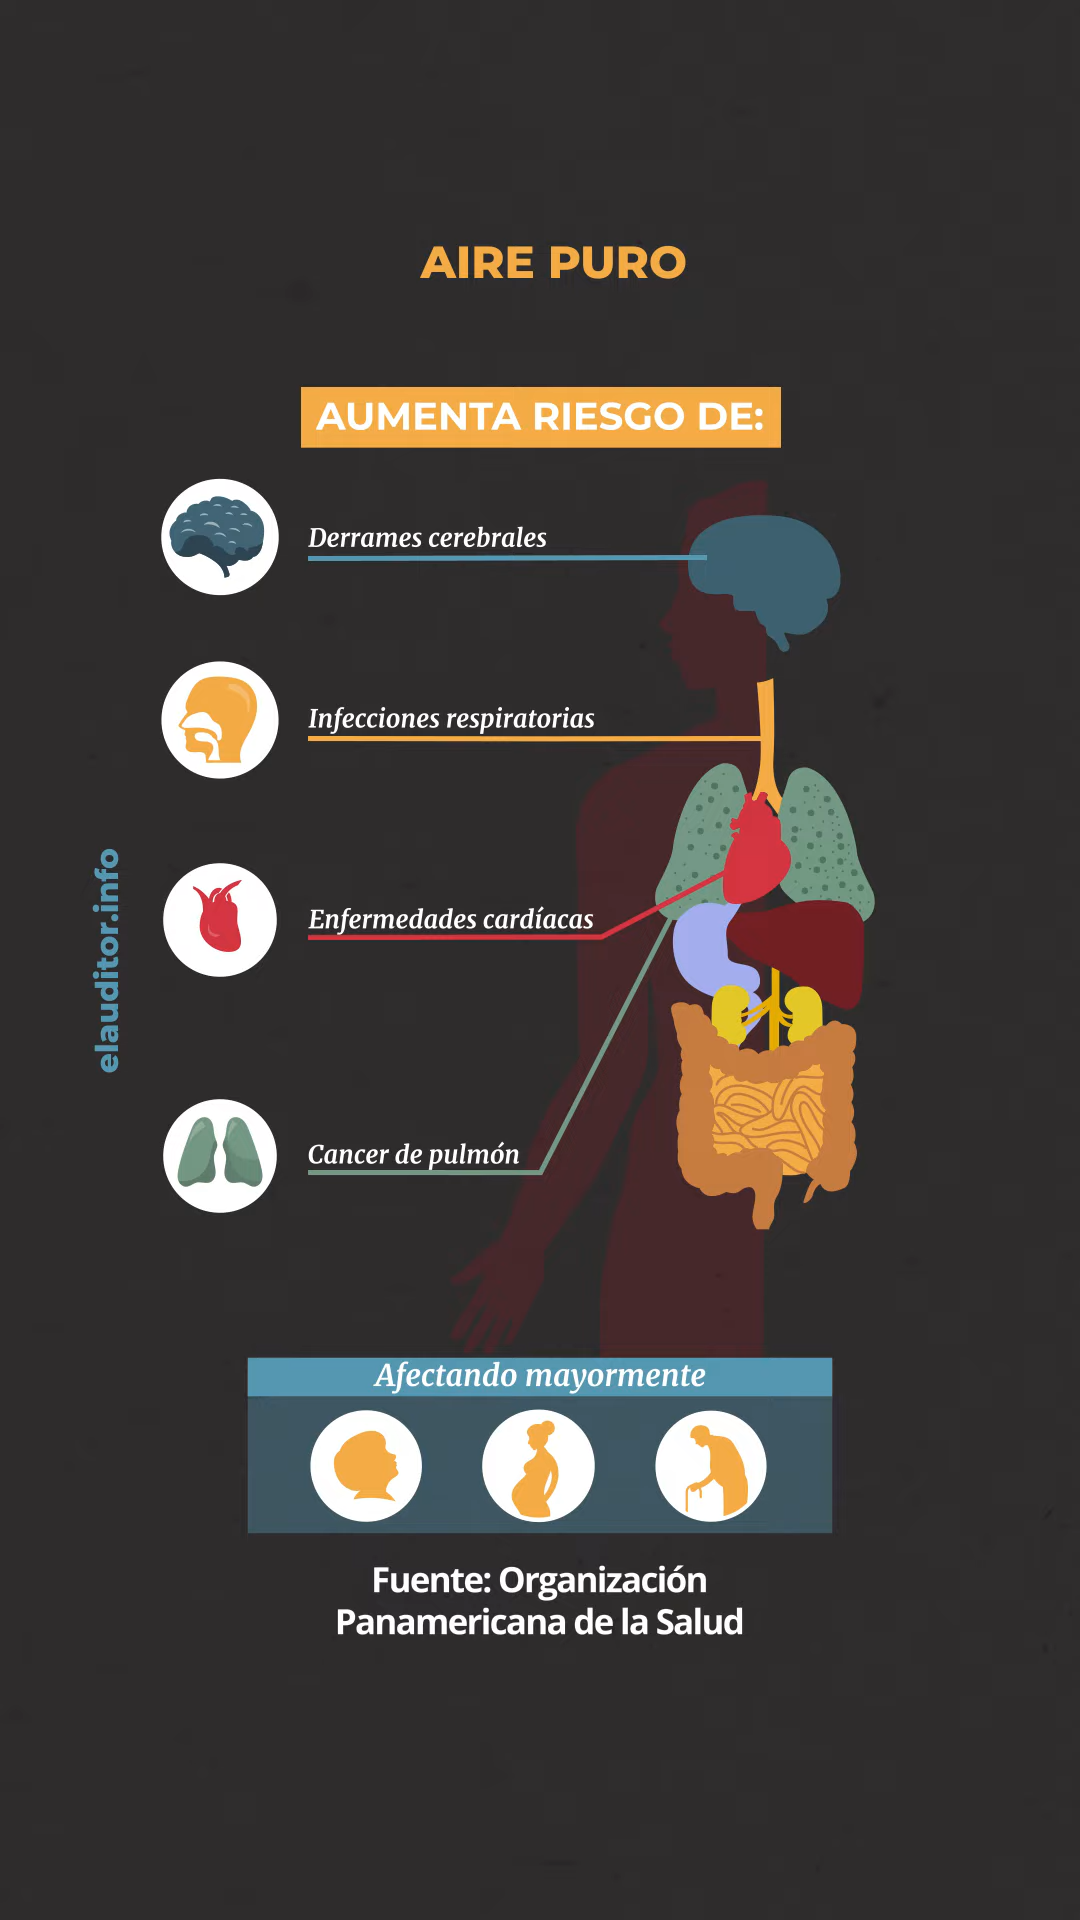 AIRE PURO
AUMENTA RIESGO DE:
Derrames cerebrales
Infecciones respiratorias
Enfermedades cardíacas
Cancer de pulmón
elauditor.info
Afectando mayormente
Fuente: Organización
Panamericana de la Salud